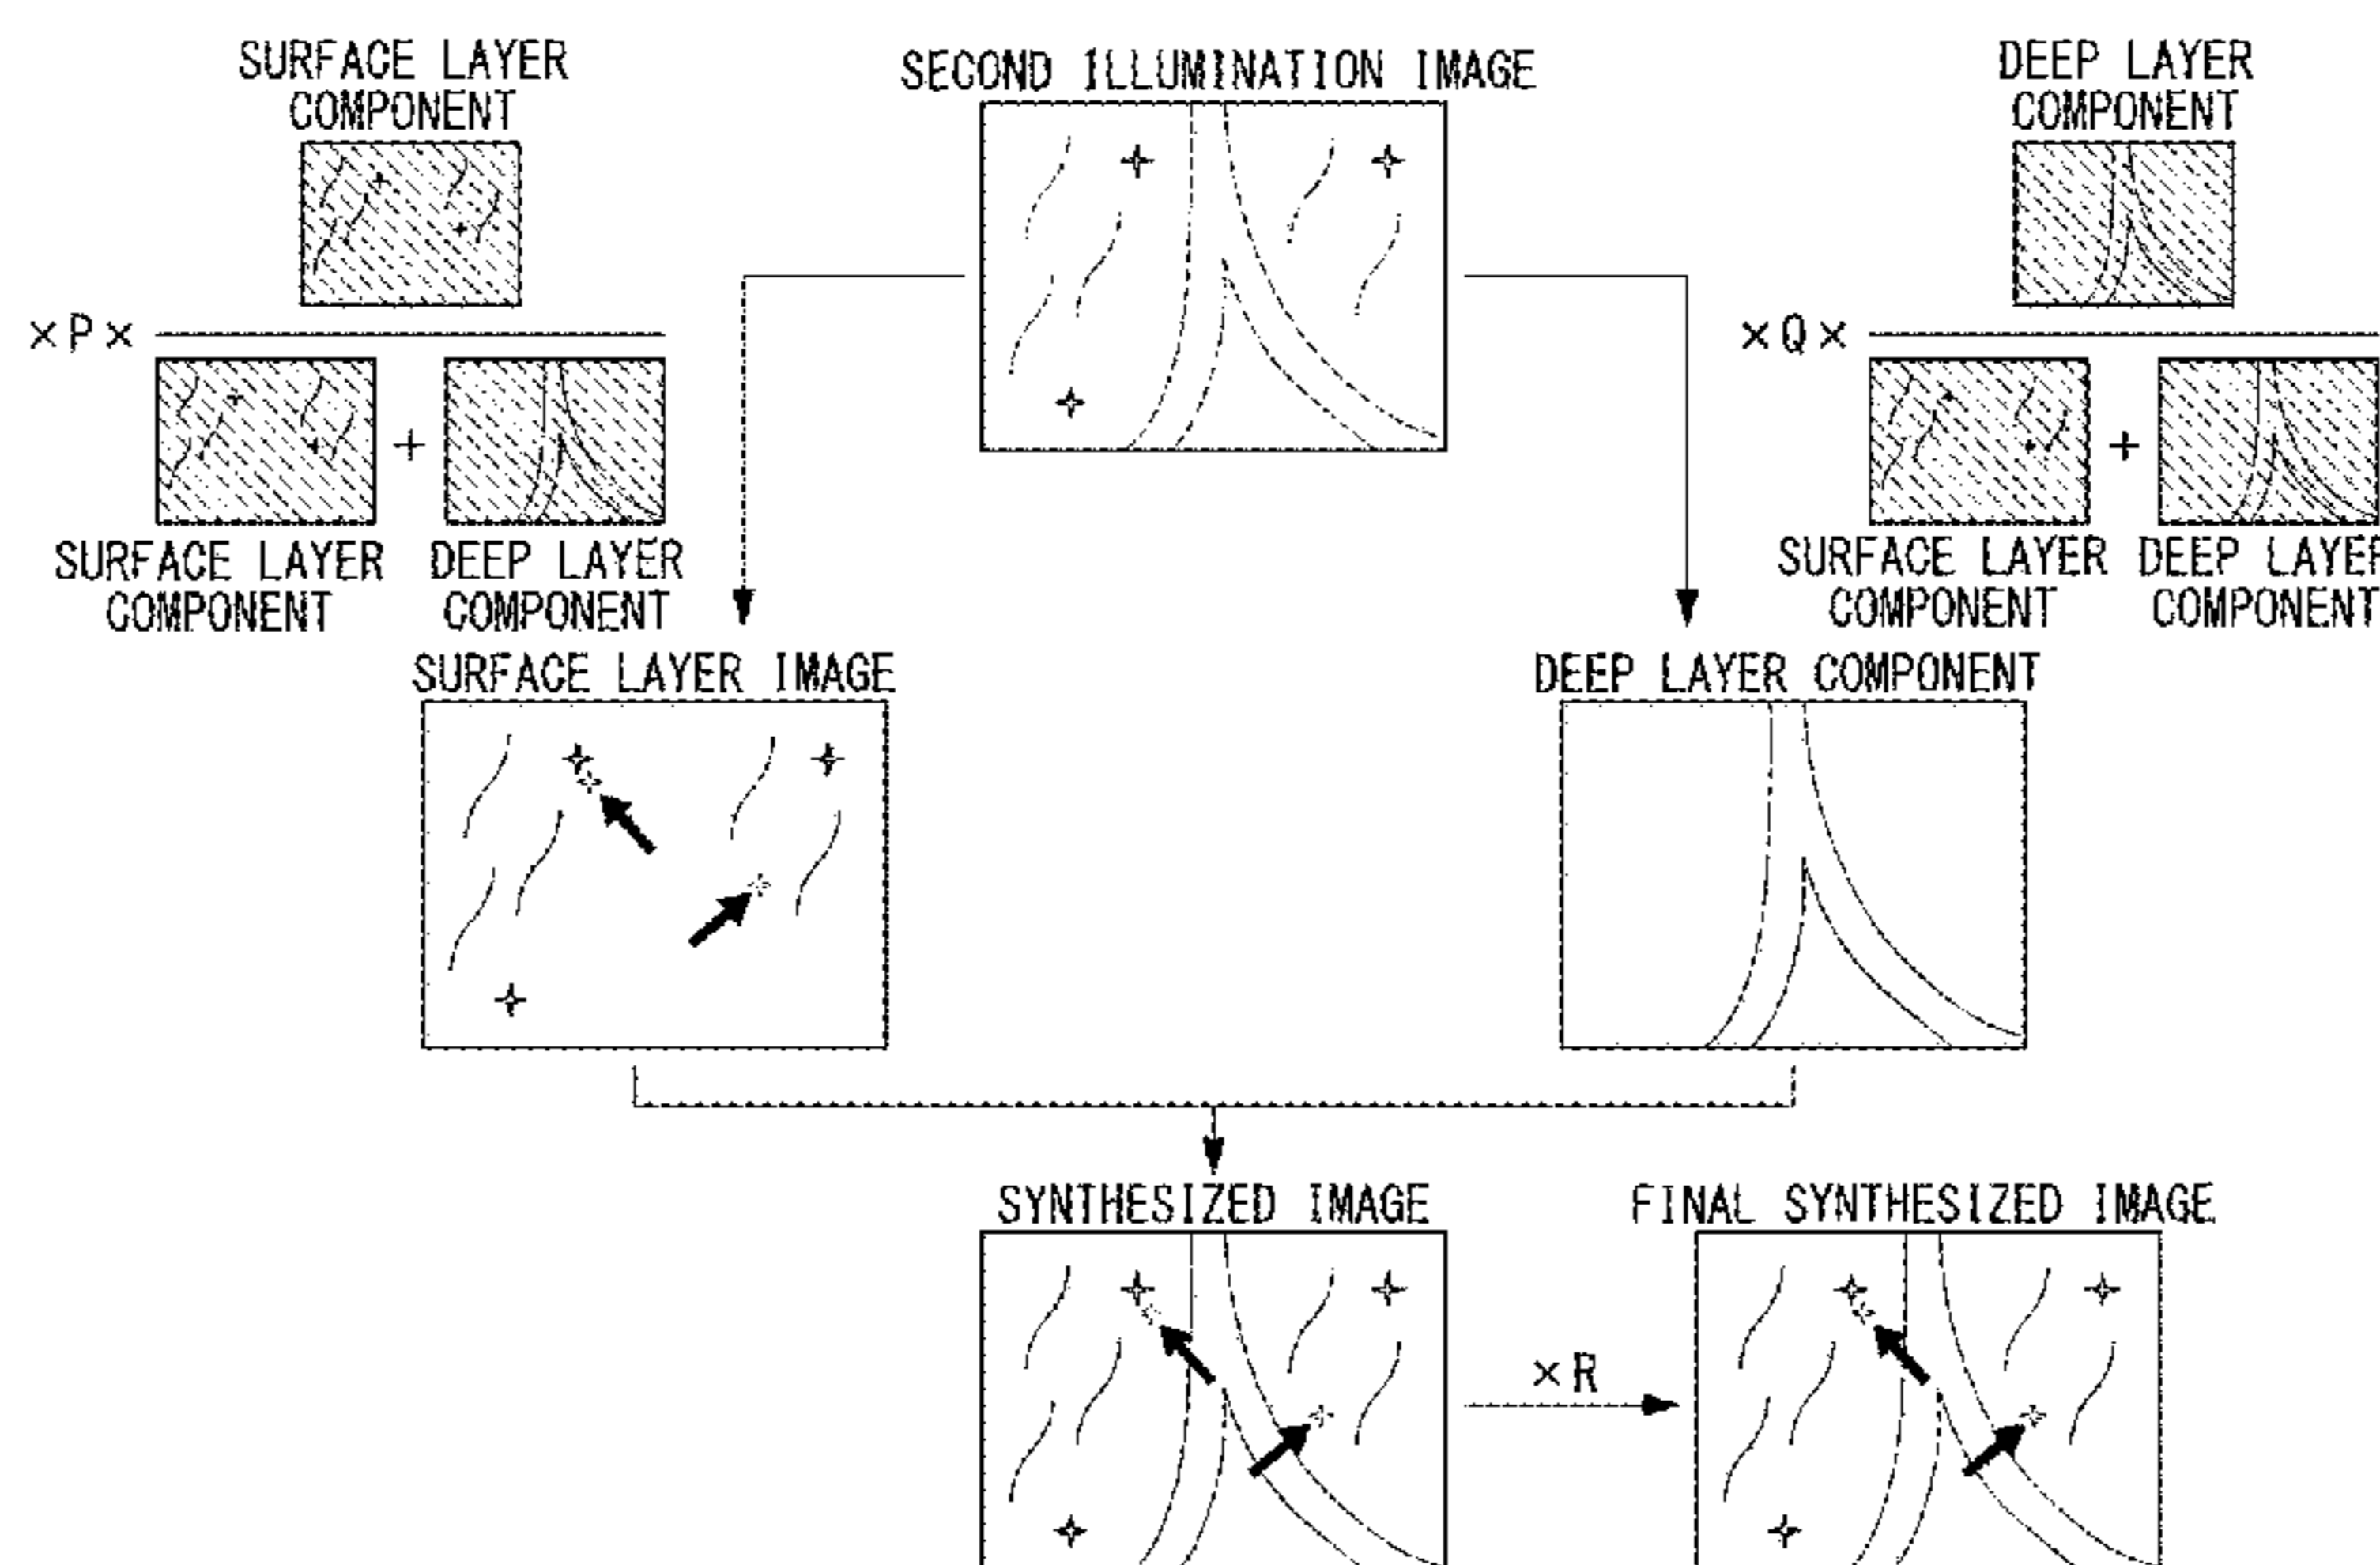 SURFACE LAYER
COMPONENT
SECOND ILLUMINATION IMAGE
DEEP LAYER
COMPONENT
×P×
+
SURFACE LAYER
COMPONENT
DEEP LAYER
COMPONENT
×Q×
+
SURFACE LAYER
COMPONENT
DEEP LAYER
COMPONENT
SURFACE LAYER IMAGE
DEEP LAYER COMPONENT
SYNTHESIZED IMAGE
FINAL SYNTHESIZED IMAGE
×R